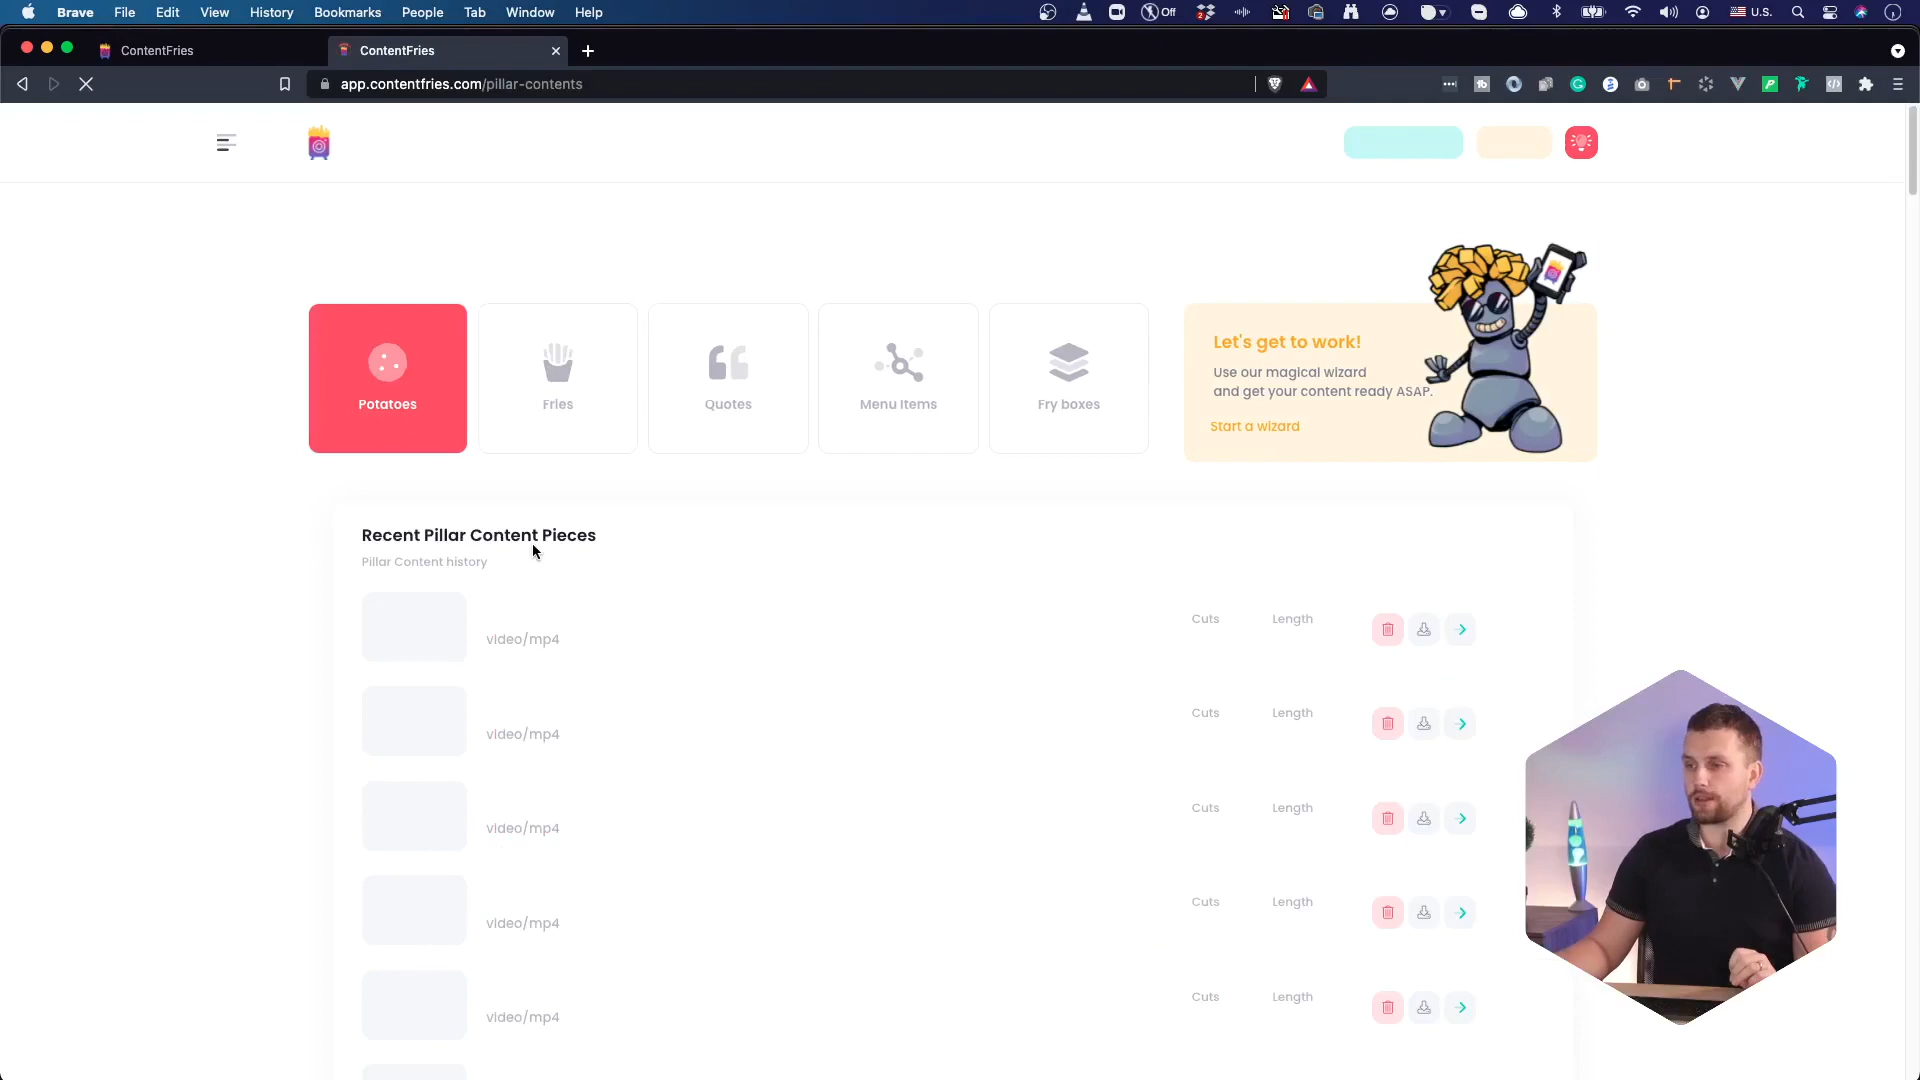 Brave File Edit View History Bookmarks People Tab Window Help
Off
2
U.S.
ContentFries
ContentFries
app.contentfries.com/pillar-contents
Potatoes
Fries
Quotes
Menu Items
Fry boxes
Let's get to work!
Use our magical wizard
and get your content ready ASAP.
Start a wizard
Recent Pillar Content Pieces
Pillar Content history
video/mp4
Cuts
Length
video/mp4
Cuts
Length
video/mp4
Cuts
Length
video/mp4
Cuts
Length
video/mp4
Cuts
Length